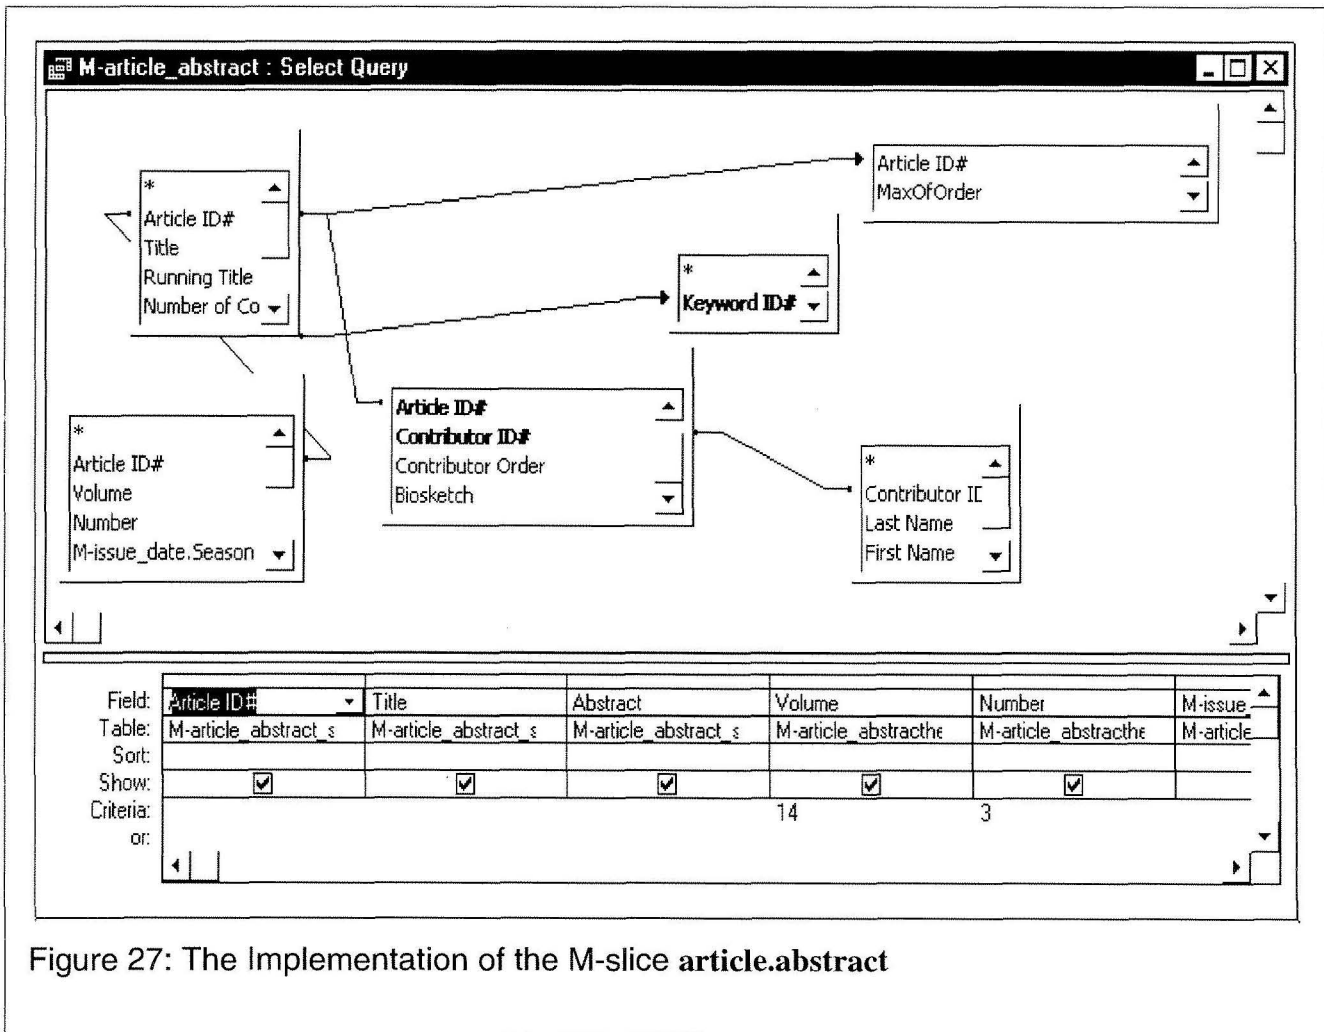 M-article_abstract : Select Query
*
Article ID#
Title
Running Title
Number of Co
Article ID#
MaxOfOrder
*
Keyword ID#
*
Article ID#
Volume
Number
M-issue_date.Season
Article ID#
Contributor ID#
Contributor Order
Biosketch
*
Contributor ID
Last Name
First Name
Field: Article ID# Title Abstract Volume Number M-issue_
Table: M-article_abstract_s M-article_abstract_s M-article_abstract_s M-article_abstracthe M-article_abstracthe M-article
Sort:
Show:
Criteria: 14 3
or:
Figure 27: The Implementation of the M-slice article.abstract